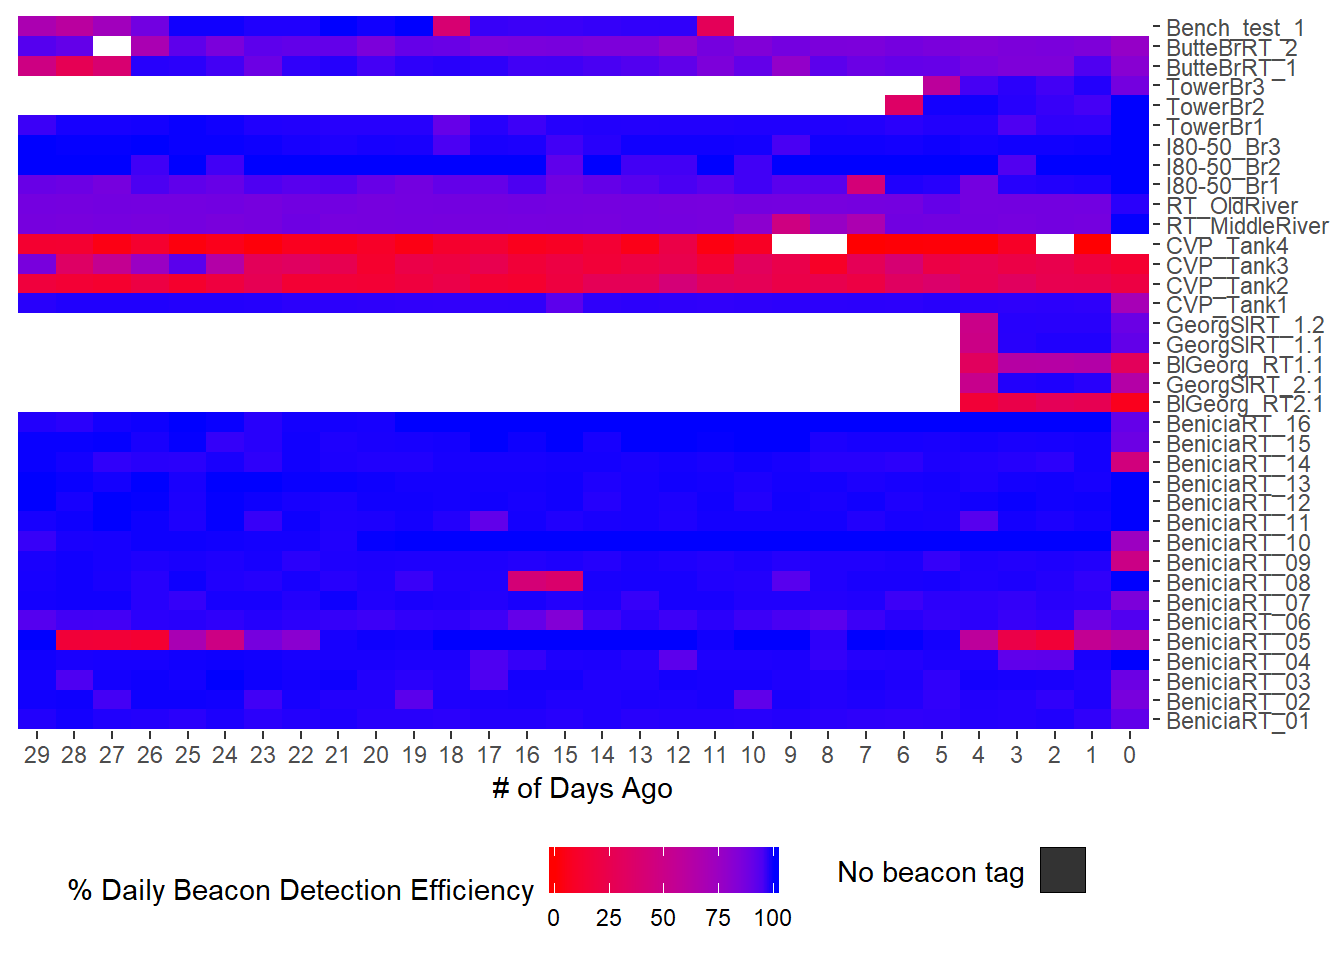 Bench_test_1
ButteBrRT_2
ButteBrRT_1
TowerBr3
TowerBr2
TowerBr1
I80-50_Br3
I80-50_Br2
I80-50_Br1
RT_OldRiver
RT_MiddleRiver
CVP_Tank4
CVP_Tank3
CVP_Tank2
CVP_Tank1
GeorgSlRT_1.2
GeorgSlRT_1.1
BlGeorg_RT1.1
GeorgSlRT_2.1
BlGeorg_RT2.1
BeniciaRT_16
BeniciaRT_15
BeniciaRT_14
BeniciaRT_13
BeniciaRT_12
BeniciaRT_11
BeniciaRT_10
BeniciaRT_09
BeniciaRT_08
BeniciaRT_07
BeniciaRT_06
BeniciaRT_05
BeniciaRT_04
BeniciaRT_03
BeniciaRT_02
BeniciaRT_01
29 28 27 26 25 24 23 22 21 20 19 18 17 16 15 14 13 12 11 10 9 8 7 6 5 4 3 2 1 0
# of Days Ago
% Daily Beacon Detection Efficiency
0 25 50 75 100
No beacon tag